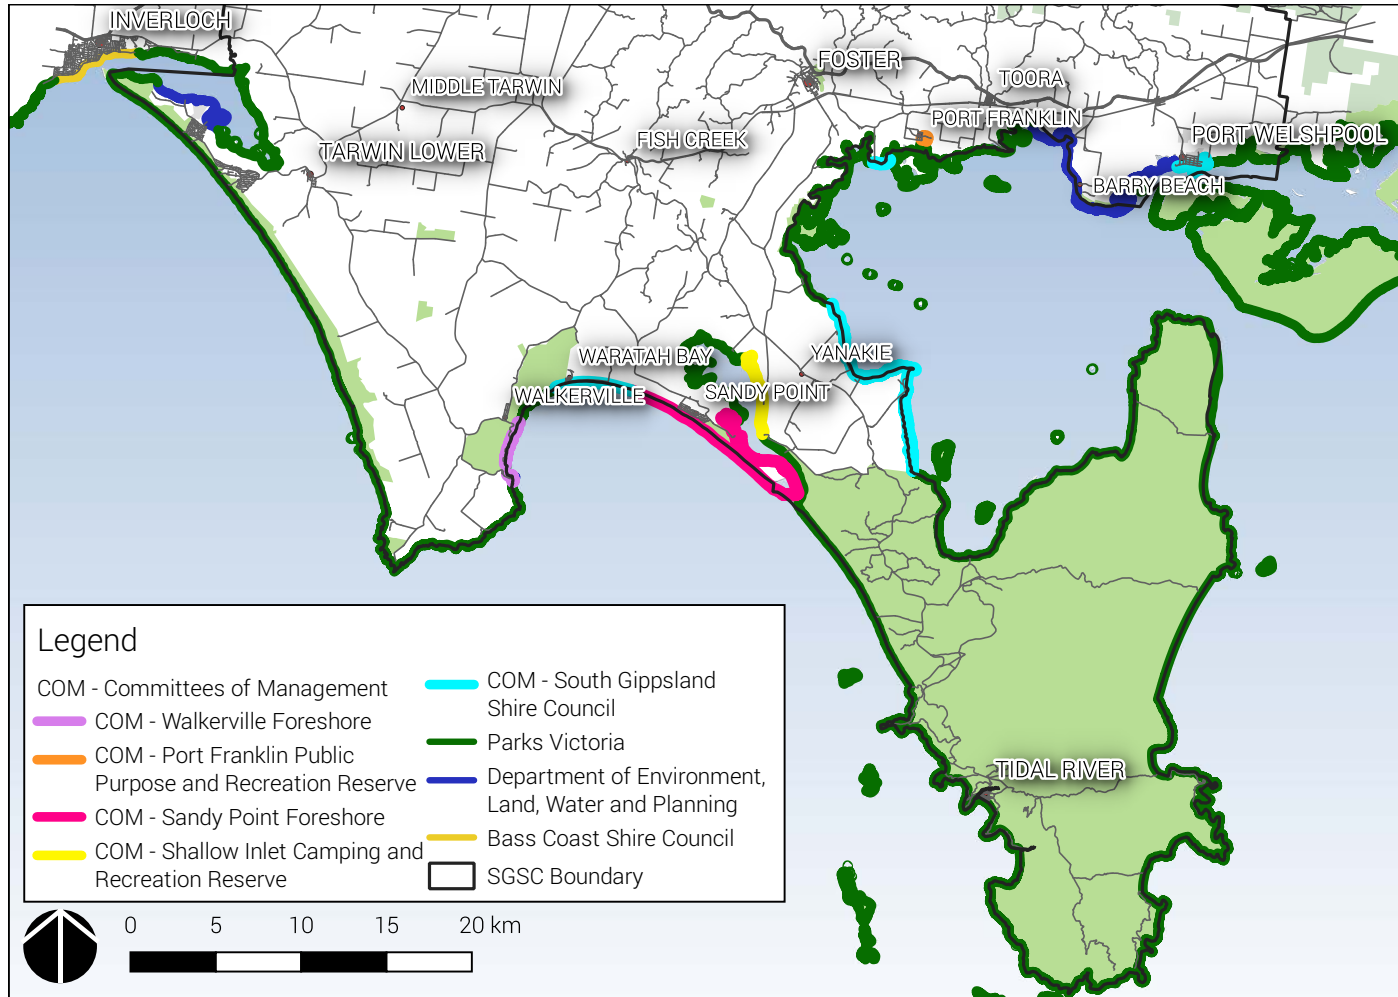 INVERLOCH
FOSTER
TOORA
MIDDLE TARWIN
PORT FRANKLIN
PORT WELSHPOOL
FISH CREEK
TARWIN LOWER
BARRY BEACH
WARATAH BAY
YANAKIE
WALKERVILLE
SANDY POINT
TIDAL RIVER
Legend
COM - Committees of Management
COM - Walkerville Foreshore
COM - Port Franklin Public
Purpose and Recreation Reserve
COM - Sandy Point Foreshore
COM - Shallow Inlet Camping and
Recreation Reserve
COM - South Gippsland
Shire Council
Parks Victoria
Department of Environment,
Land, Water and Planning
Bass Coast Shire Council
SGSC Boundary
0 5 10 15 20 km